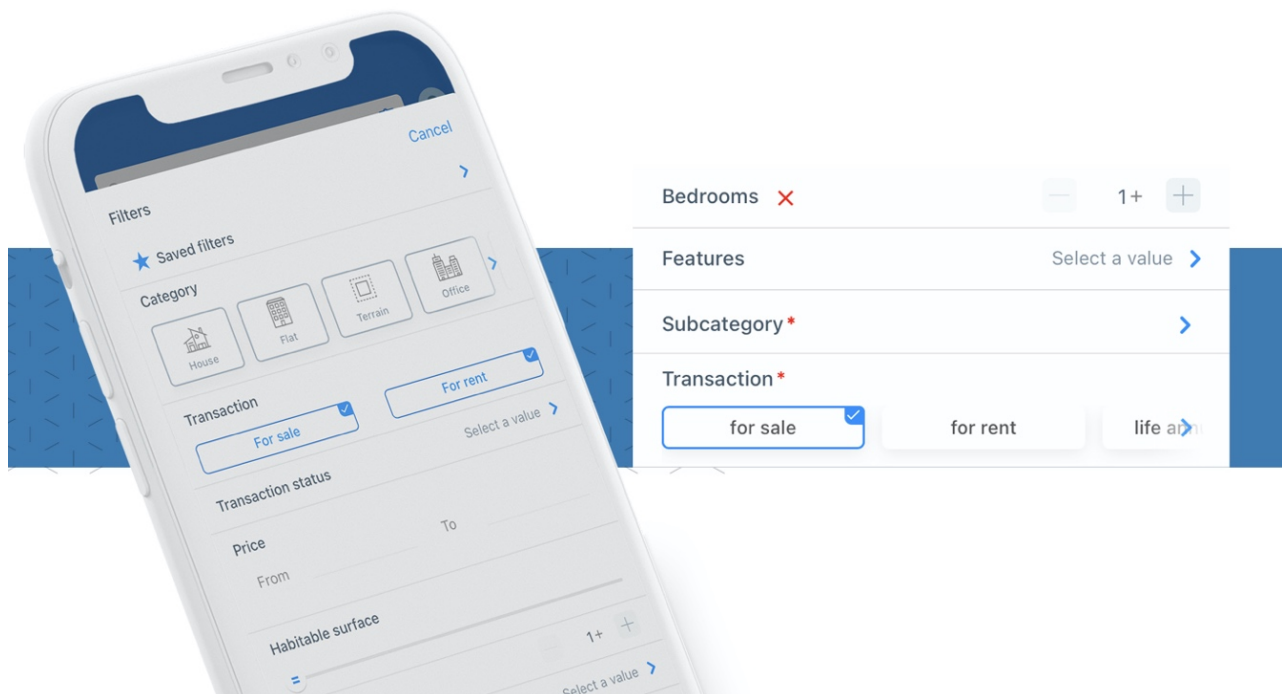 Cancel
Filters
Saved filters
Category
House
Flat
Terrain
Office
Transaction
For sale
For rent
Transaction status
Select a value
Price
From
To
Habitable surface
1+
Select a value
Bedrooms
1+
Features
Select a value
Subcategory*
Transaction*
for sale
for rent
life